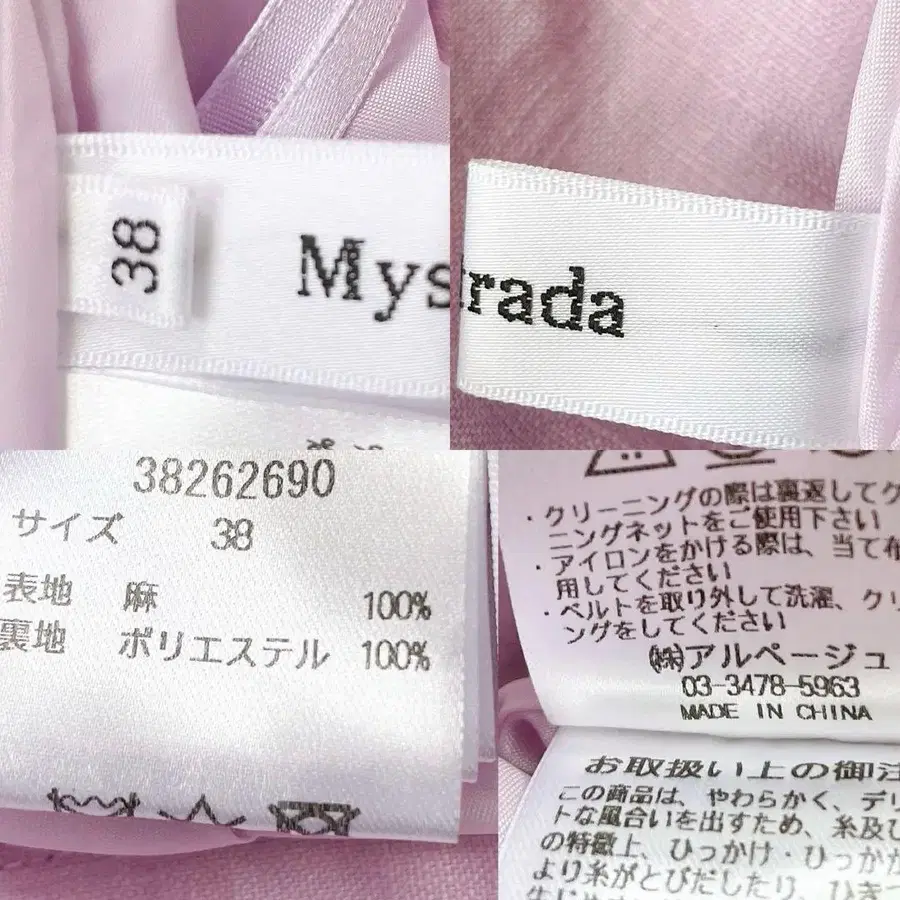 38
Mys
rada
38262690
サイズ 38
表地 麻 100%
裏地 ポリエステル 100%
・クリーニングの際は裏返してク
ニングネットをご使用下さい
・アイロンをかける際は、当て布
用してください
・ベルトを取り外して洗濯、クリ
ングをしてください
㈱アルページュ
03-3478-5963
MADE IN CHINA
お取扱い上の御注
この商品は、やわらかく、デリ
トな風合いを出すため、糸及び
の特徴上、ひっかけ・ひっかか
より糸がとびだしたり、ひきつ